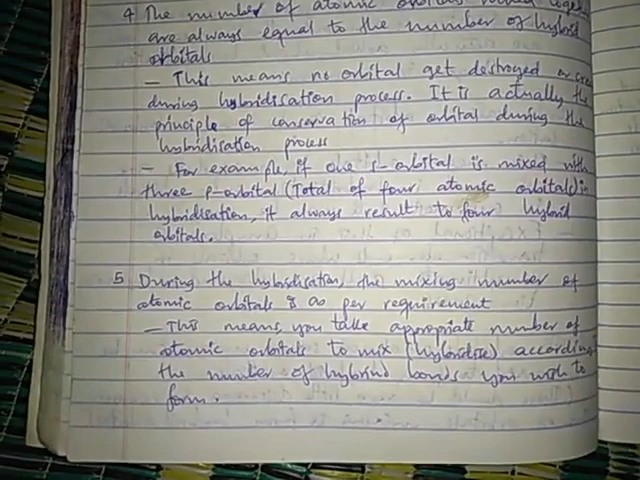 4 The number of atomic orbitals mixed together
are always equal to the number of hybrid
orbitals
– This means no orbital get destroyed or
during hybridisation process. It is actually the
principle of conservation of orbital during the
hybridisation process
– For example, if one s-orbital is mixed with
three p-orbital (Total of four atomic orbitals) in
hybridisation, it always result to four hybrid
orbitals.
5 During the hybridisation, the mixing number of
atomic orbitals is as per requirement
– This means, you take appropriate number of
atomic orbitals to mix (hybridise) according
the number of hybrid bonds you wish to
form.